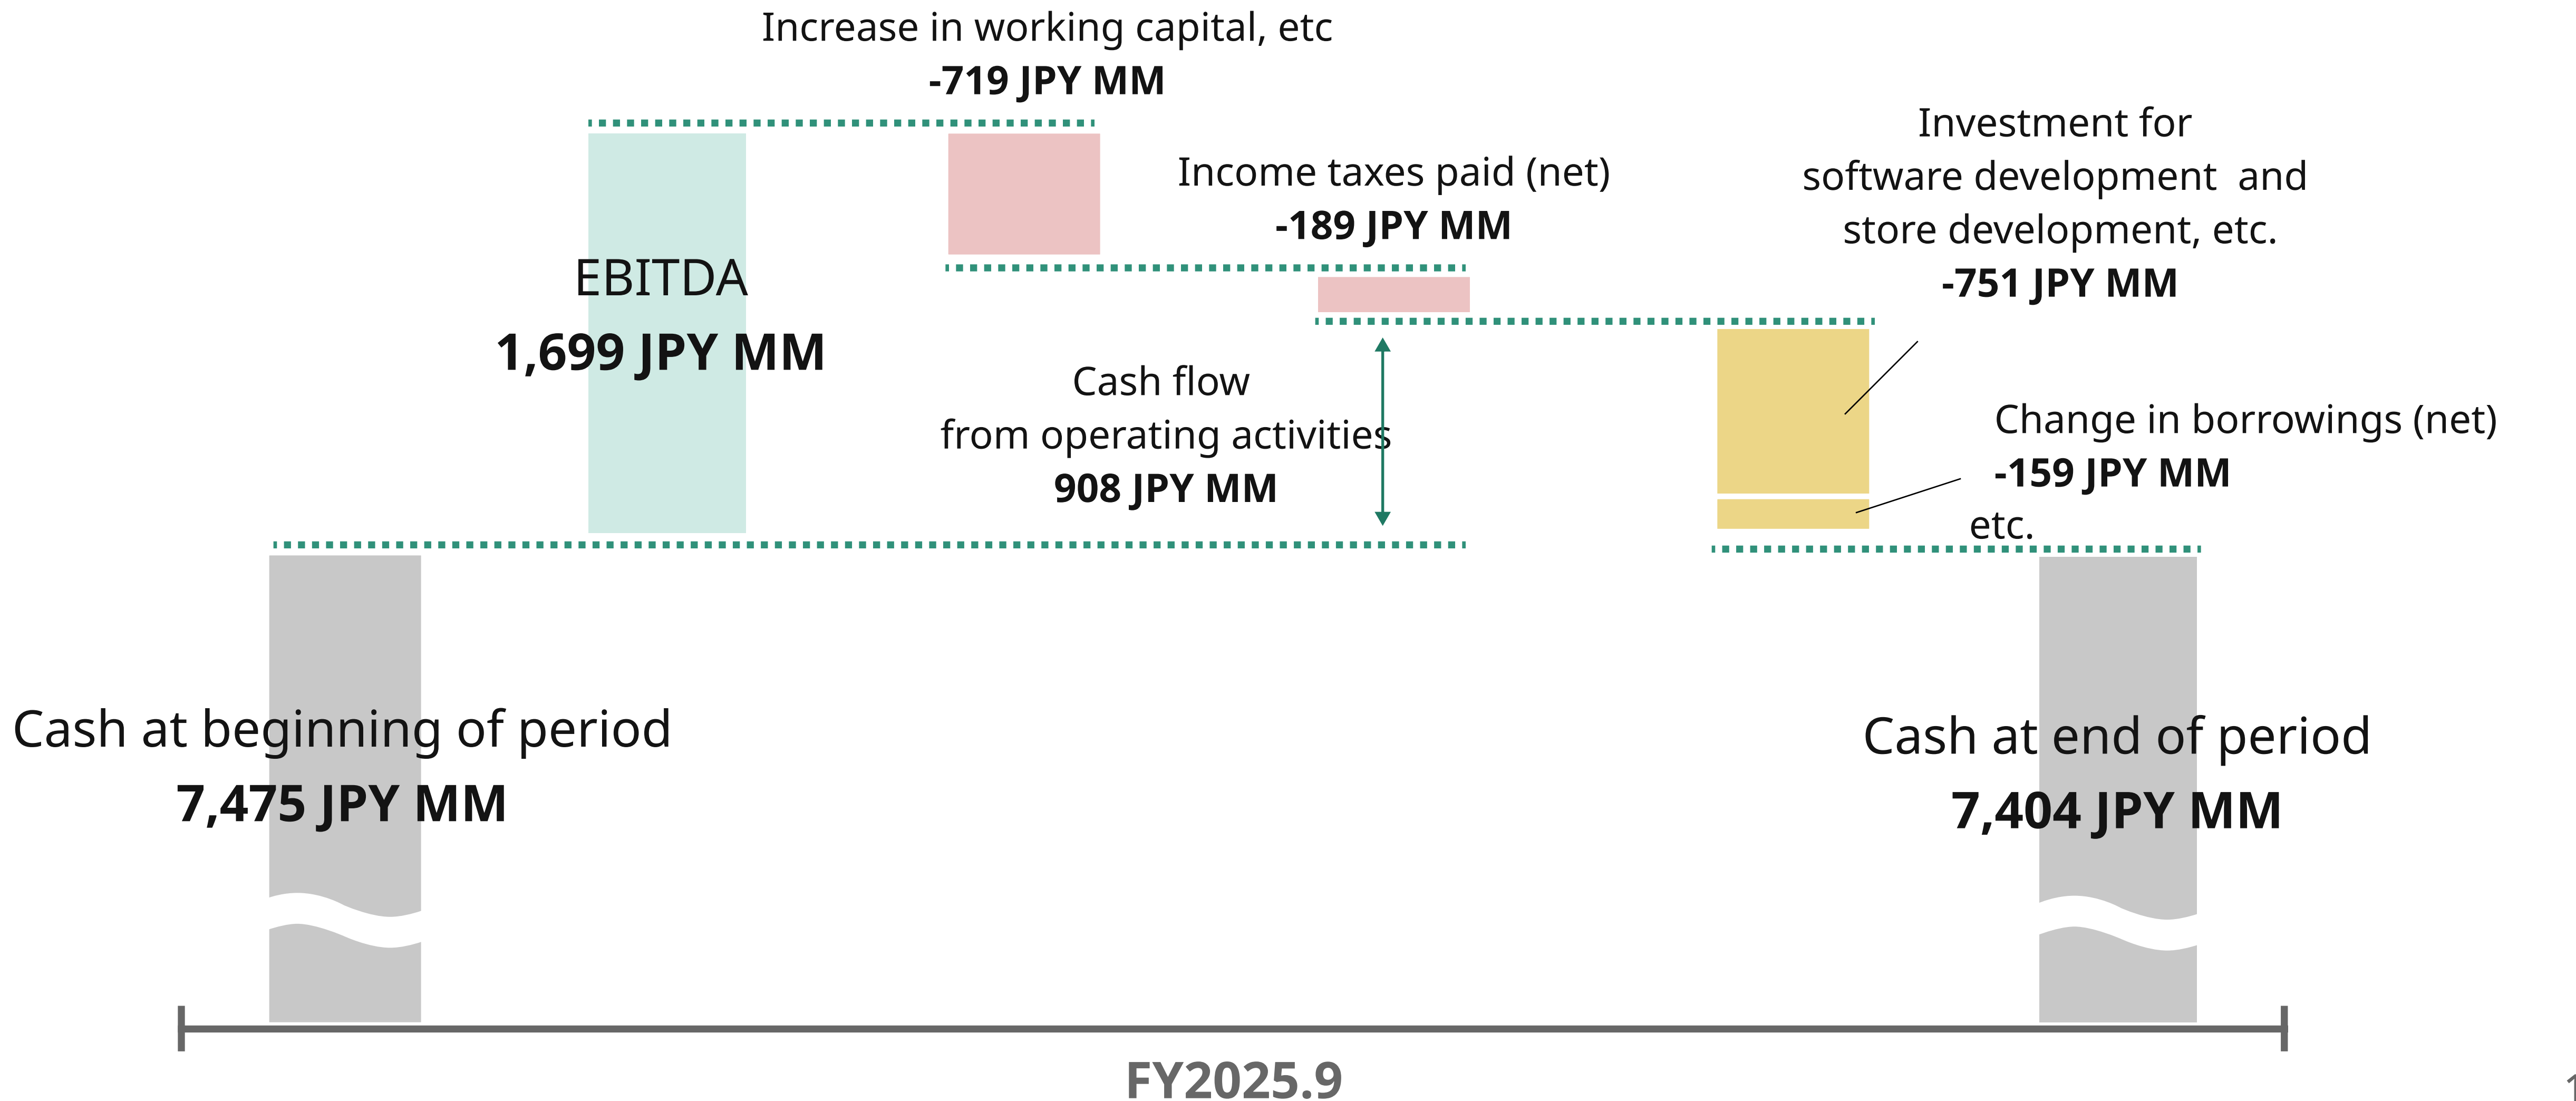 Increase in working capital, etc
-719 JPY MM
Income taxes paid (net)
-189 JPY MM
Investment for
software development and
store development, etc.
-751 JPY MM
EBITDA
1,699 JPY MM
Cash flow
from operating activities
908 JPY MM
Change in borrowings (net)
-159 JPY MM
etc.
Cash at beginning of period
7,475 JPY MM
Cash at end of period
7,404 JPY MM
FY2025.9